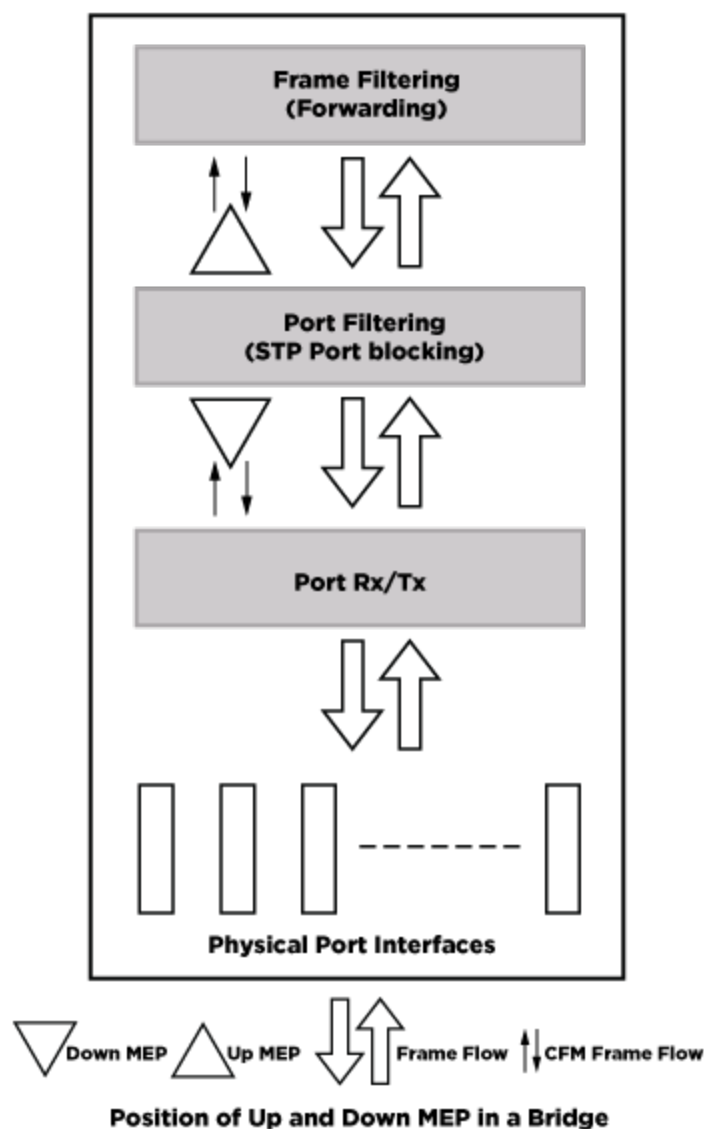 Frame Filtering
(Forwarding)
Port Filtering
(STP Port blocking)
Port Rx/Tx
Physical Port Interfaces
Down MEP Up MEP Frame Flow CFM Frame Flow
Position of Up and Down MEP in a Bridge